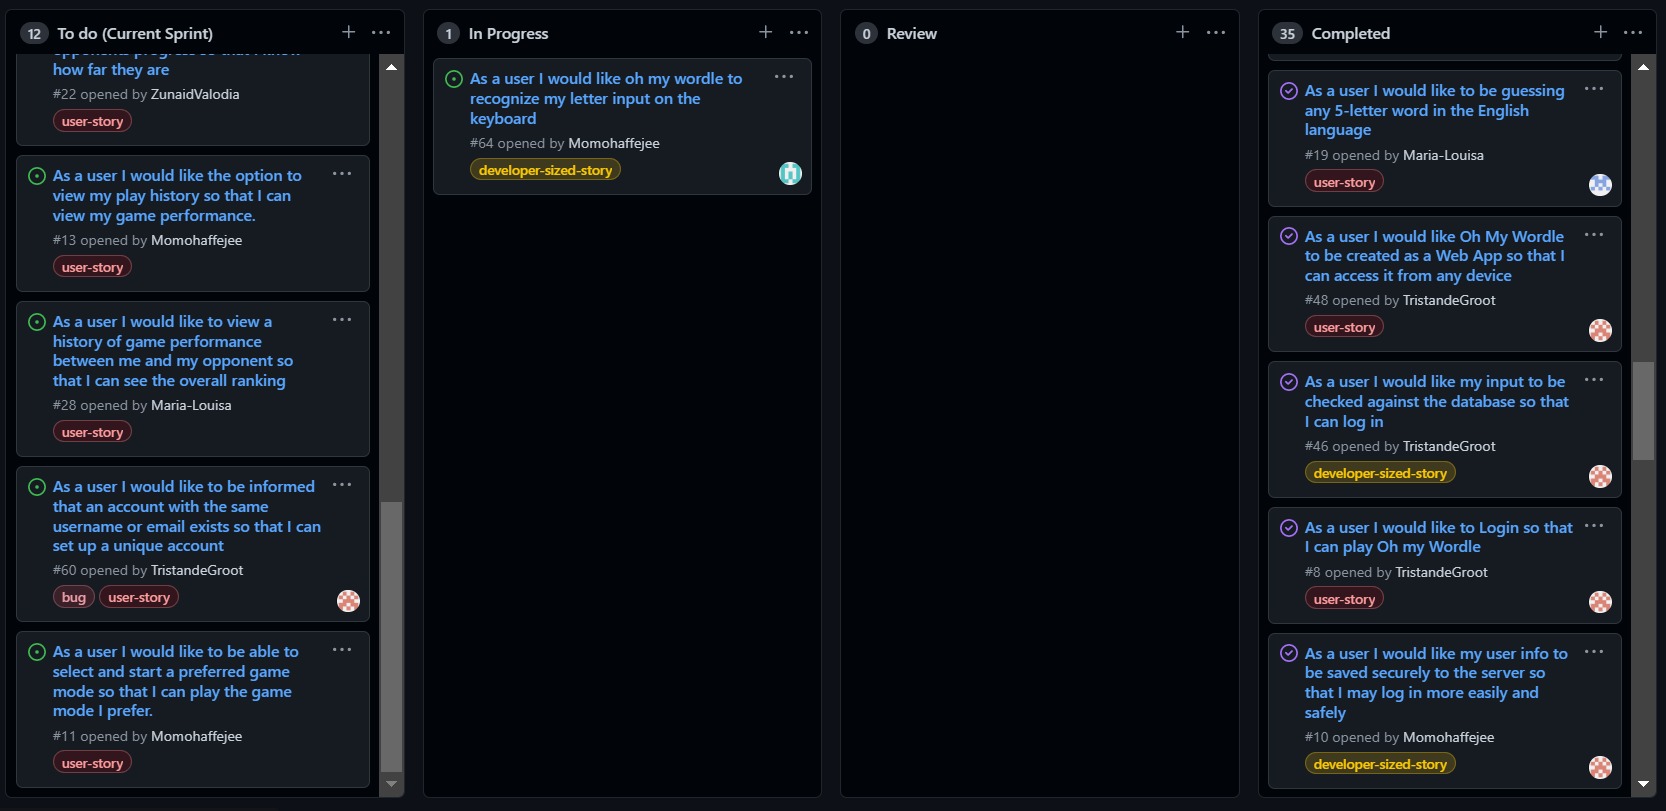 12 To do (Current Sprint)
opponents progress so that I know
how far they are
#22 opened by ZunaidValodia
user-story
As a user I would like the option to
view my play history so that I can
view my game performance.
#13 opened by Momohaffejee
user-story
As a user I would like to view a
history of game performance
between me and my opponent so
that I can see the overall ranking
#28 opened by Maria-Louisa
user-story
As a user I would like to be informed
that an account with the same
username or email exists so that I can
set up a unique account
#60 opened by TristandeGroot
bug user-story
As a user I would like to be able to
select and start a preferred game
mode so that I can play the game
mode I prefer.
#11 opened by Momohaffejee
user-story
1 In Progress
As a user I would like oh my wordle to
recognize my letter input on the
keyboard
#64 opened by Momohaffejee
developer-sized-story
0 Review
35 Completed
As a user I would like to be guessing
any 5-letter word in the English
language
#19 opened by Maria-Louisa
user-story
As a user I would like Oh My Wordle
to be created as a Web App so that I
can access it from any device
#48 opened by TristandeGroot
user-story
As a user I would like my input to be
checked against the database so that
I can log in
#46 opened by TristandeGroot
developer-sized-story
As a user I would like to Login so that
I can play Oh my Wordle
#8 opened by TristandeGroot
user-story
As a user I would like my user info to
be saved securely to the server so
that I may log in more easily and
safely
#10 opened by Momohaffejee
developer-sized-story